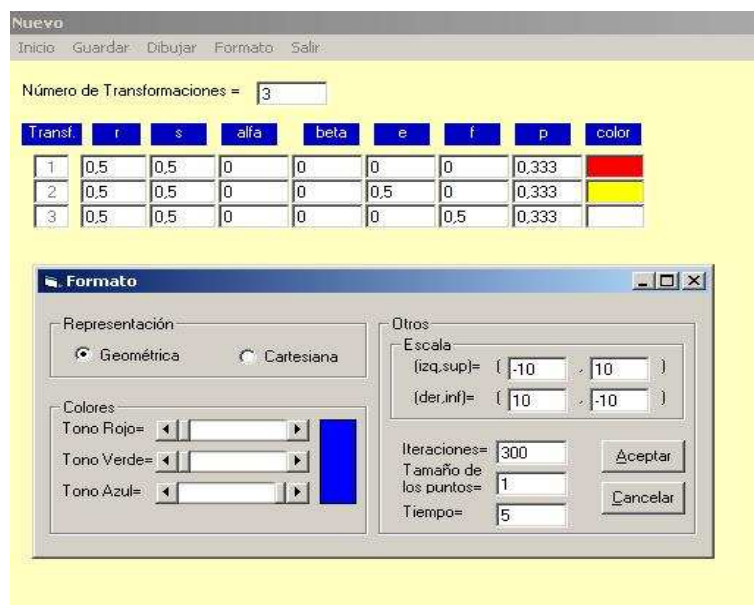 Nuevo
Inicio Guardar Dibujar Formato Salir
Número de Transformaciones = 3
Transf. r s alfa beta e f p color
1 0,5 0,5 0 0 0 0 0,333
2 0,5 0,5 0 0 0,5 0 0,333
3 0,5 0,5 0 0 0 0,5 0,333
Formato
Representación
Geométrica Cartesiana
Colores
Tono Rojo=
Tono Verde=
Tono Azul=
Otros
Escala
(izq,sup)= ( -10 , 10 )
(der,inf)= ( 10 , -10 )
Iteraciones= 300
Tamaño de
los puntos= 1
Tiempo= 5
Aceptar
Cancelar